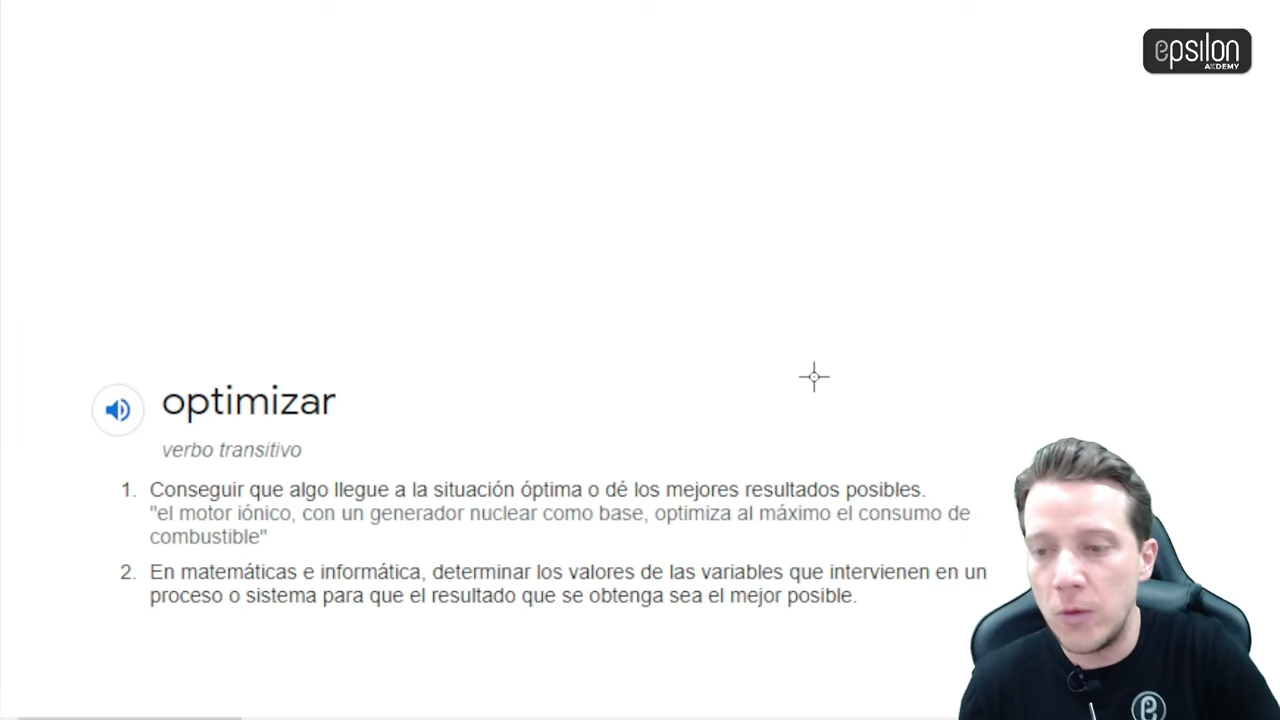 epsilon
ACADEMY
optimizar
verbo transitivo
1. Conseguir que algo llegue a la situación óptima o dé los mejores resultados posibles.
"el motor iónico, con un generador nuclear como base, optimiza al máximo el consumo de
combustible"
2. En matemáticas e informática, determinar los valores de las variables que intervienen en un
proceso o sistema para que el resultado que se obtenga sea el mejor posible.